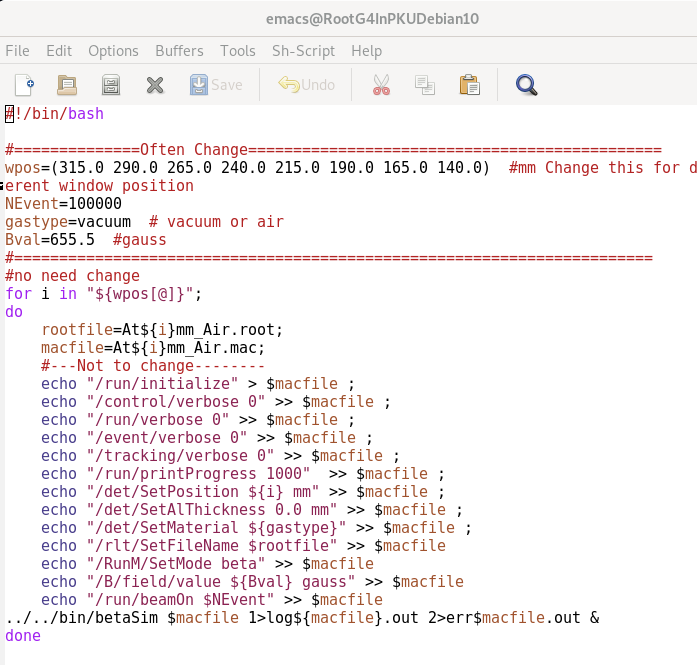 emacs@RootG4InPKUDebian10
File Edit Options Buffers Tools Sh-Script Help
Save Undo
#!/bin/bash
#==============Often Change==============================================
wpos=(315.0 290.0 265.0 240.0 215.0 190.0 165.0 140.0)  #mm Change this for d
erent window position
NEvent=100000
gastype=vacuum  # vacuum or air
Bval=655.5  #gauss
#=======================================================================
#no need change
for i in "${wpos[@]}";
do
    rootfile=At${i}mm_Air.root;
    macfile=At${i}mm_Air.mac;
    #---Not to change--------
    echo "/run/initialize" > $macfile ;
    echo "/control/verbose 0" >> $macfile ;
    echo "/run/verbose 0" >> $macfile ;
    echo "/event/verbose 0" >> $macfile ;
    echo "/tracking/verbose 0" >> $macfile ;
    echo "/run/printProgress 1000"  >> $macfile ;
    echo "/det/SetPosition ${i} mm" >> $macfile ;
    echo "/det/SetAlThickness 0.0 mm" >> $macfile ;
    echo "/det/SetMaterial ${gastype}" >> $macfile ;
    echo "/rlt/SetFileName $rootfile" >> $macfile
    echo "/RunM/SetMode beta" >> $macfile
    echo "/B/field/value ${Bval} gauss" >> $macfile
    echo "/run/beamOn $NEvent" >> $macfile
../../bin/betaSim $macfile 1>log${macfile}.out 2>err$macfile.out &
done